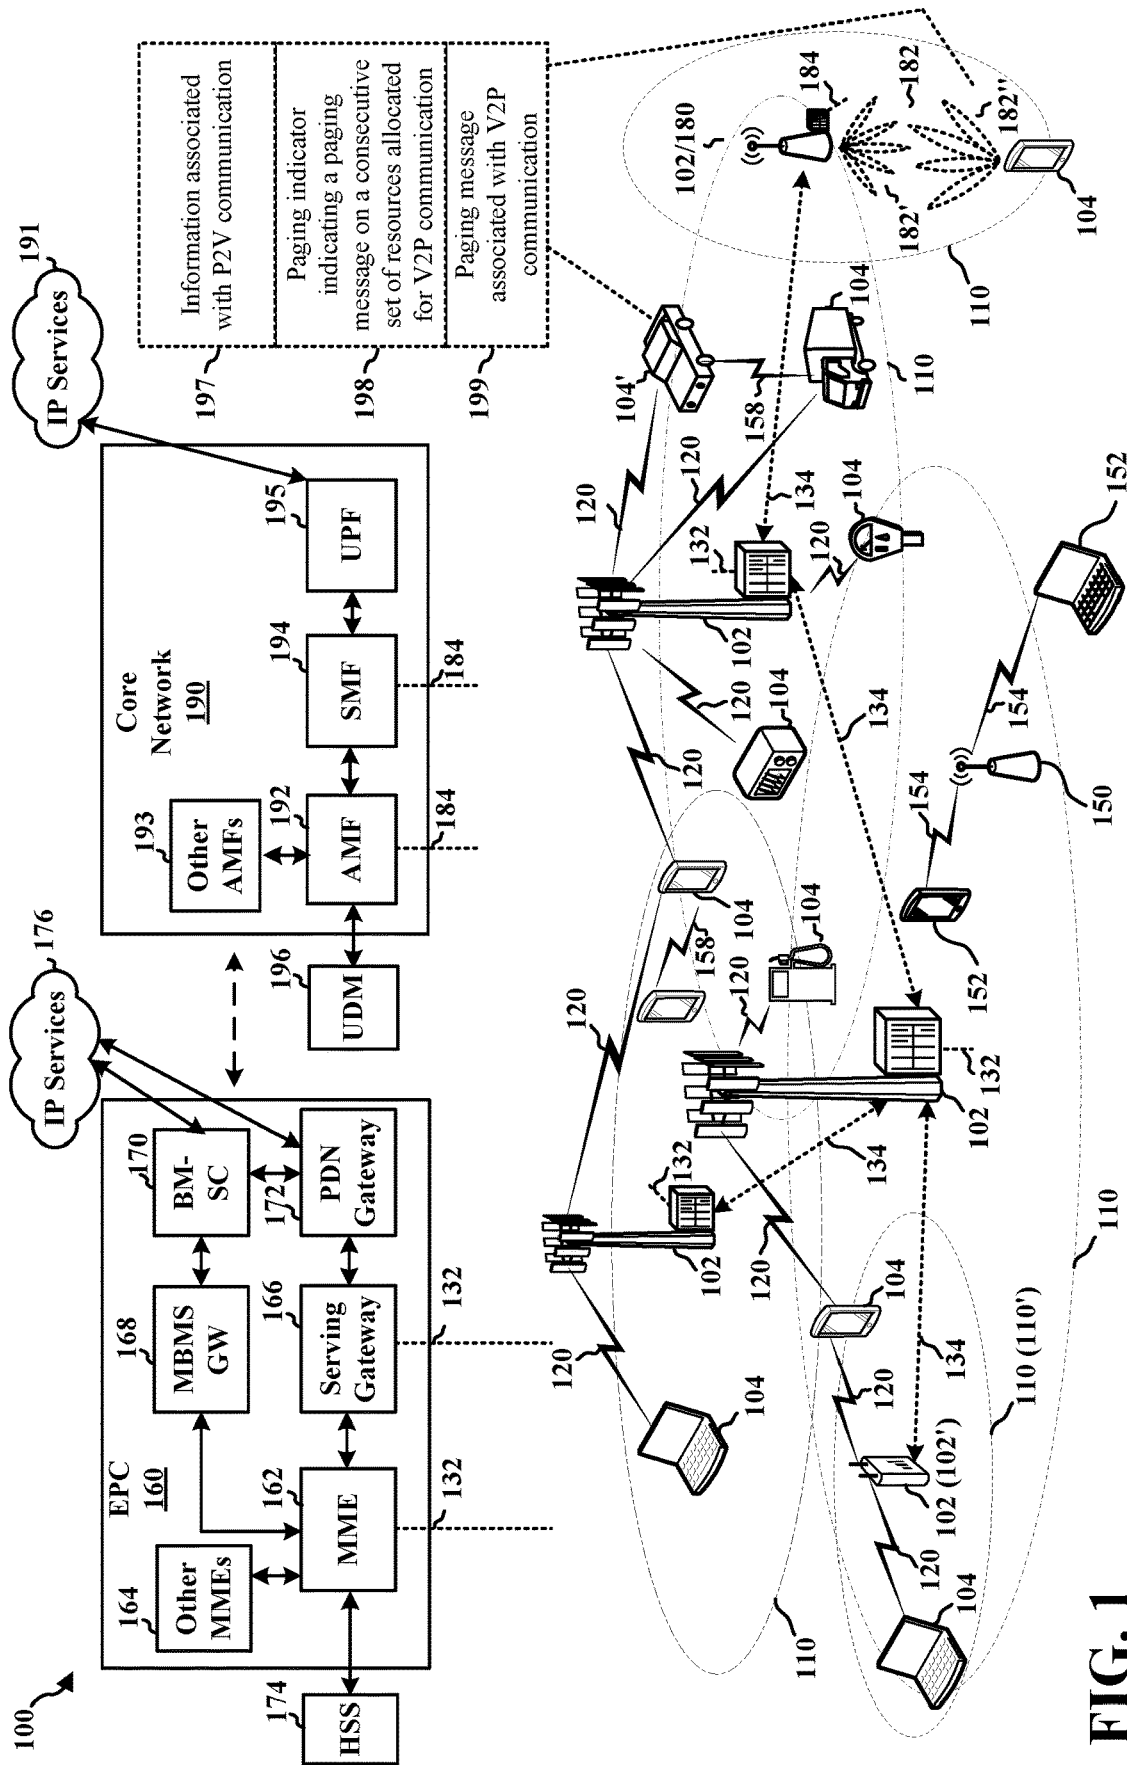 100
EPC
160
Other
MMEs
164
MME
162
HSS
174
MBMS
GW
168
BM-
SC
170
Serving
Gateway
166
PDN
Gateway
172
132
132
IP Services
176
Core
Network
190
Other
AMFs
193
AMF
192
SMF
194
UPF
195
UDM
196
184
184
IP Services
191
Information associated
with P2V communication
197
Paging indicator
indicating a paging
message on a consecutive
set of resources allocated
for V2P communication
198
Paging message
associated with V2P
communication
199
120
104
102
132
110
120
158
104
120
120
104
120
102
132
120
104'
120
158
104
110
134
120
104
102/180
184
182
182'
182''
104
110
120
104
102
132
134
134
120
104
120
102 (102')
134
120
104
110 (110')
110
152
154
150
154
152
FIG. 1